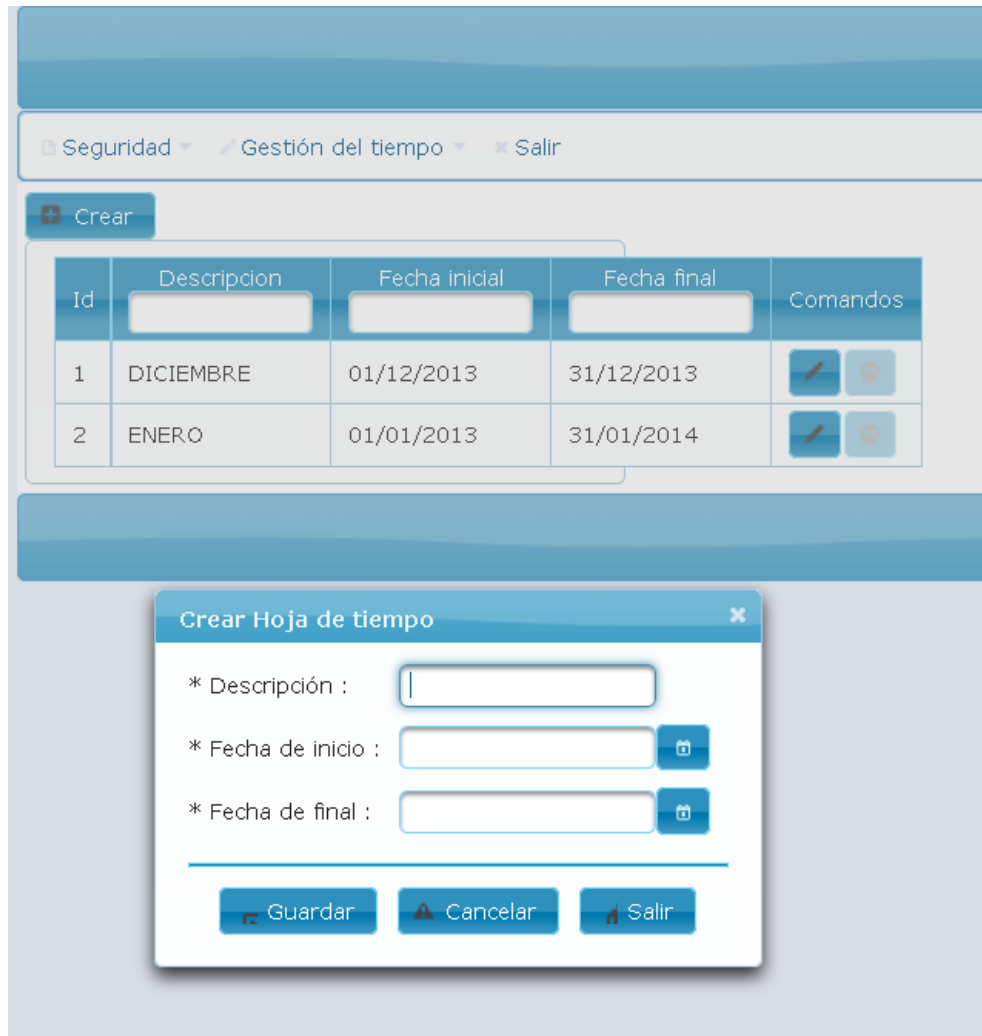 Seguridad Gestión del tiempo Salir
Crear
Id Descripcion Fecha inicial Fecha final Comandos
1 DICIEMBRE 01/12/2013 31/12/2013
2 ENERO 01/01/2013 31/01/2014
Crear Hoja de tiempo
* Descripción :
* Fecha de inicio :
* Fecha de final :
Guardar Cancelar Salir